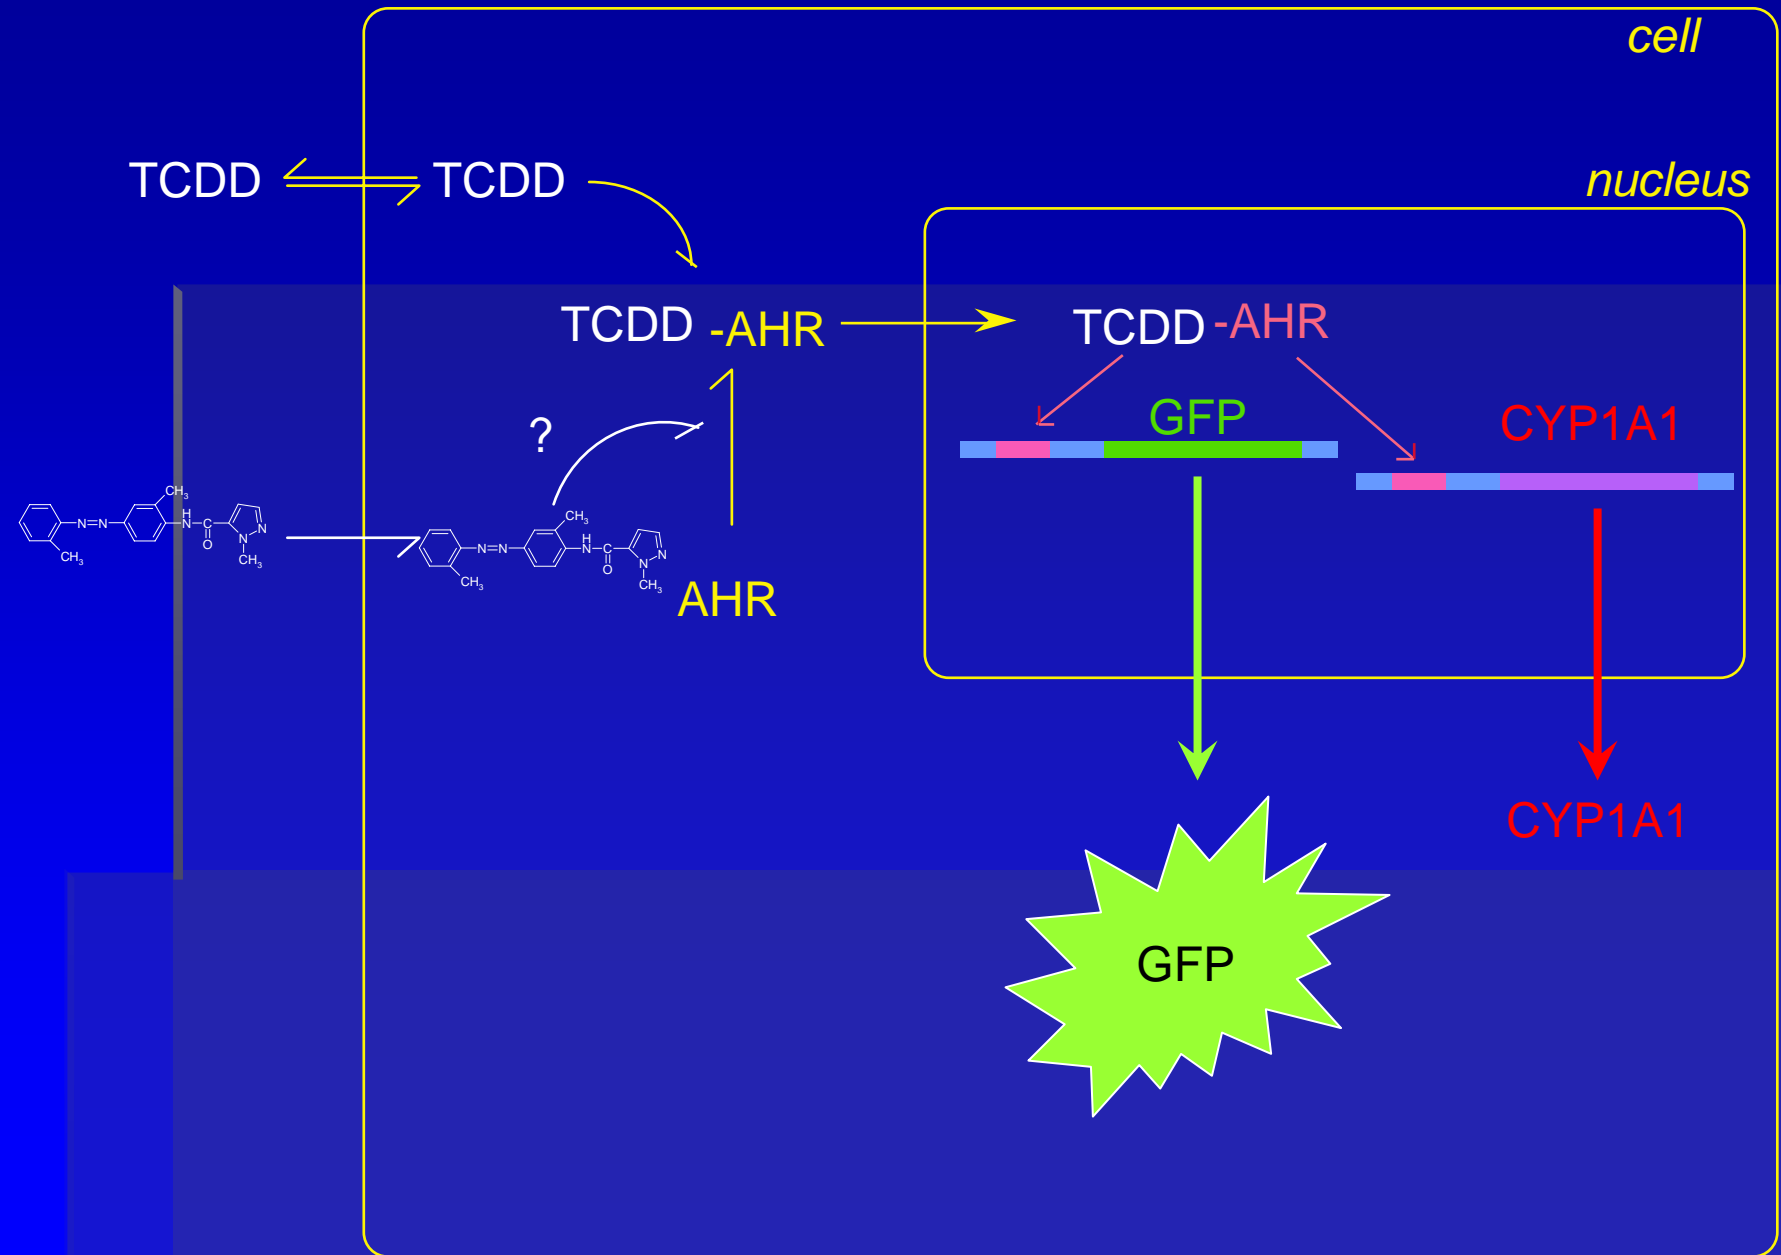 cell
nucleus
TCDD
TCDD
TCDD -AHR
TCDD -AHR
?
GFP
CYP1A1
N=N
CH3
CH3
H
N
C
O
N
N
CH3
N=N
CH3
CH3
H
N
C
O
N
N
CH3
AHR
CYP1A1
GFP